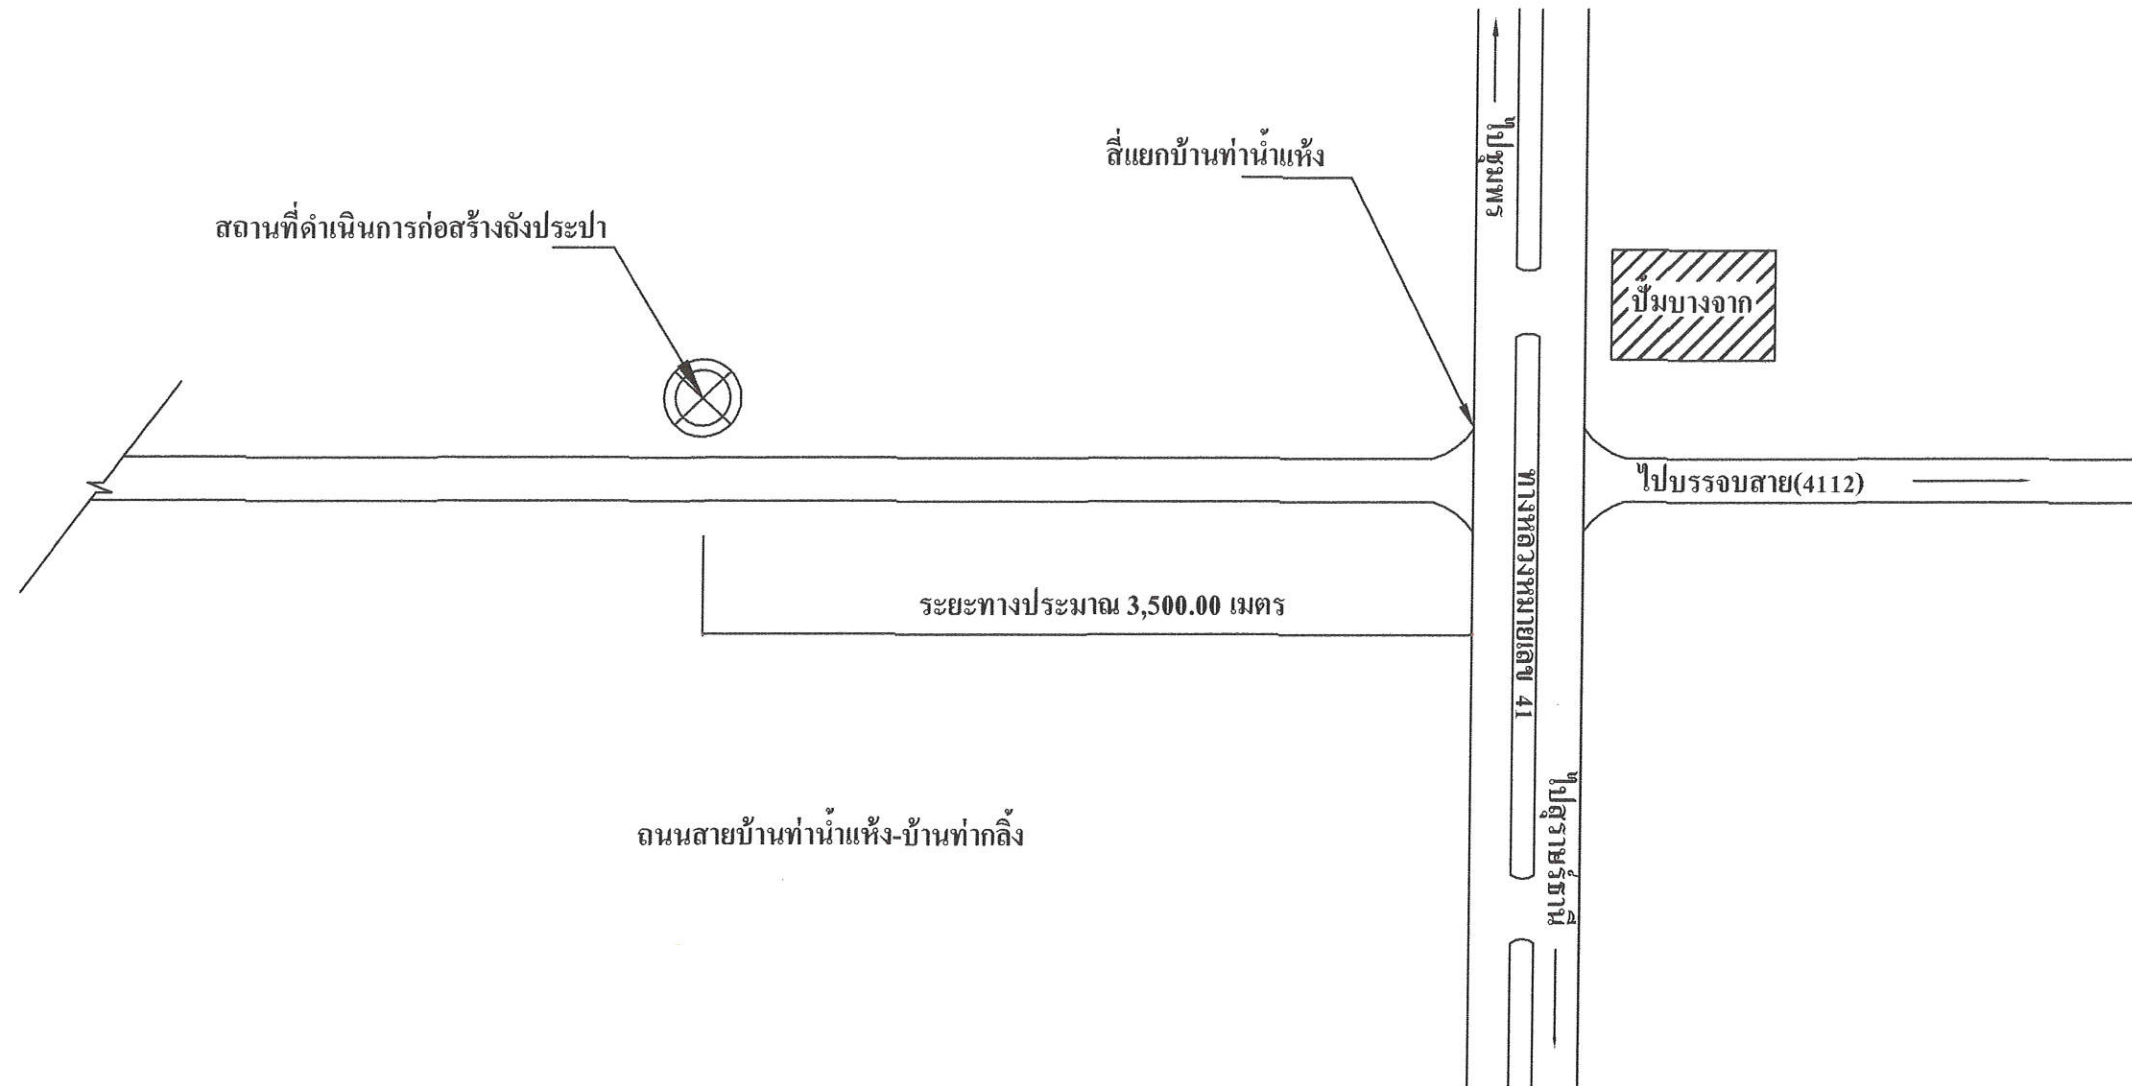 ไปชุมพร
สี่แยกบ้านท่าน้ำแห้ง
สถานที่ดำเนินการก่อสร้างถังประปา
ปั๊มบางจาก
ไปบรรจบสาย(4112)
ทางหลวงหมายเลข 41
ระยะทางประมาณ 3,500.00 เมตร
ไปสุราษร์ธานี
ถนนสายบ้านท่าน้ำแห้ง-บ้านท่ากลิ้ง